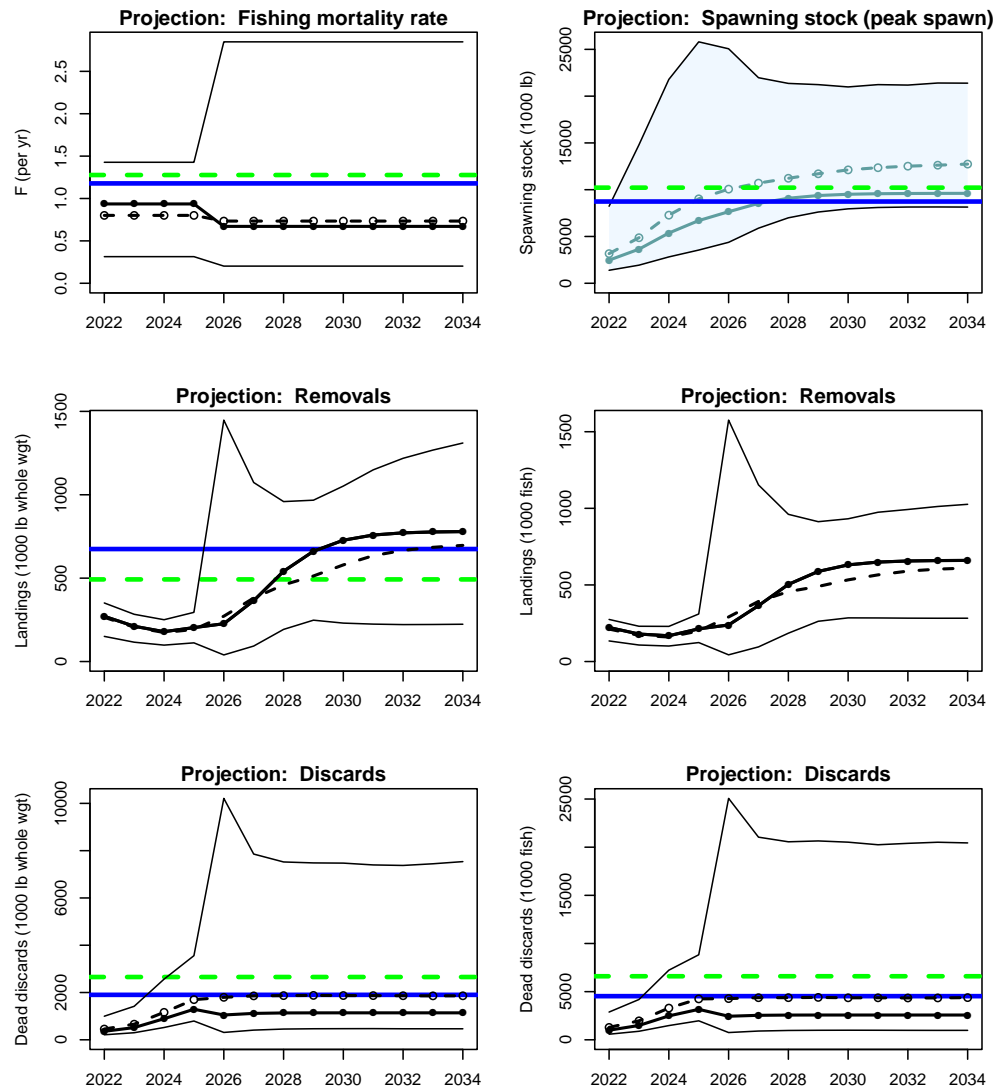 Projection: Fishing mortality rate
F (per yr)
0.0 0.5 1.0 1.5 2.0 2.5
2022 2024 2026 2028 2030 2032 2034
Projection: Spawning stock (peak spawn)
Spawning stock (1000 lb)
0 5000 15000 25000
2022 2024 2026 2028 2030 2032 2034
Projection: Removals
Landings (1000 lb whole wgt)
0 500 1000 1500
2022 2024 2026 2028 2030 2032 2034
Projection: Removals
Landings (1000 fish)
0 500 1000 1500
2022 2024 2026 2028 2030 2032 2034
Projection: Discards
Dead discards (1000 lb whole wgt)
0 2000 6000 10000
2022 2024 2026 2028 2030 2032 2034
Projection: Discards
Dead discards (1000 fish)
0 5000 15000 25000
2022 2024 2026 2028 2030 2032 2034